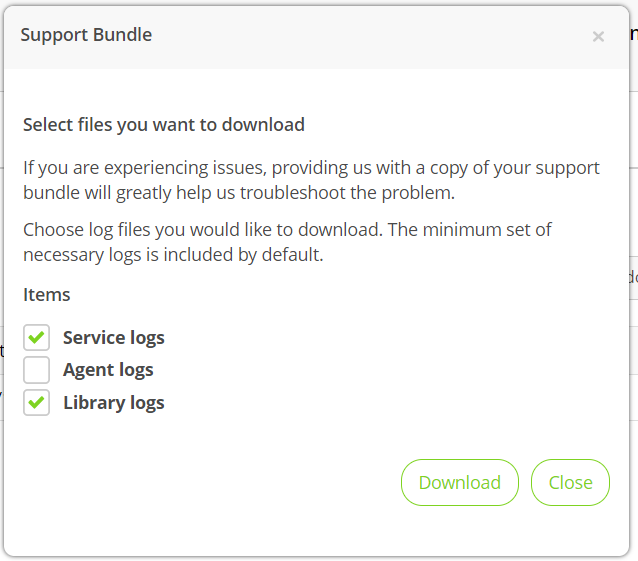 Support Bundle
×
Select files you want to download
If you are experiencing issues, providing us with a copy of your support
bundle will greatly help us troubleshoot the problem.
Choose log files you would like to download. The minimum set of
necessary logs is included by default.
Items
Service logs
Agent logs
Library logs
Download
Close